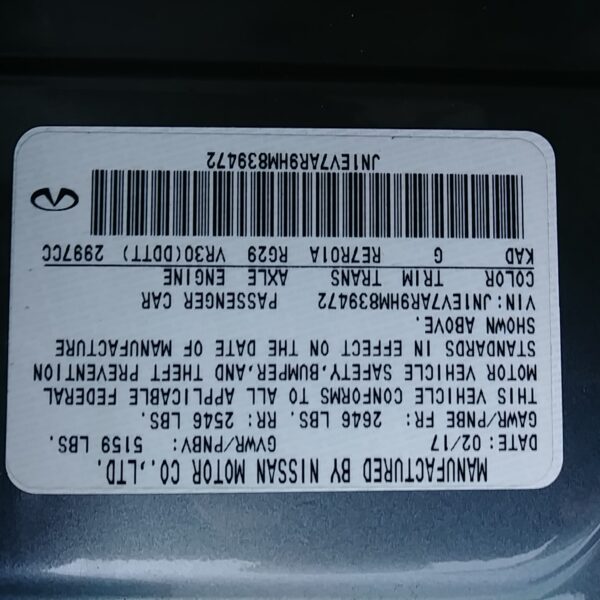 MANUFACTURED BY NISSAN MOTOR CO.,LTD.
DATE: 02/17 GVWR/PNBV: 5159 LBS.
GAWR/PNBE FR: 2646 LBS. RR: 2546 LBS.
THIS VEHICLE CONFORMS TO ALL APPLICABLE FEDERAL
MOTOR VEHICLE SAFETY,BUMPER,AND THEFT PREVENTION
STANDARDS IN EFFECT ON THE DATE OF MANUFACTURE
SHOWN ABOVE.
VIN:JN1EV7AR9HM839472 PASSENGER CAR
COLOR TRIM TRANS AXLE ENGINE
KAD G RE7R01A RG29 VR30(DDTT) 2997CC
JN1EV7AR9HM839472